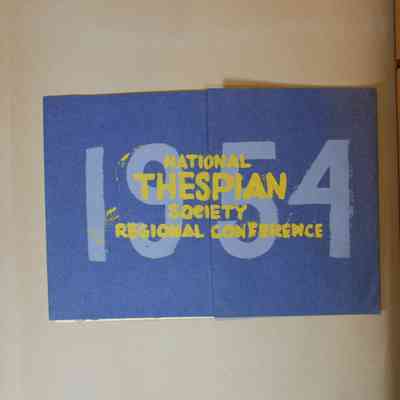 1954
NATIONAL
THESPIAN
SOCIETY
REGIONAL CONFERENCE